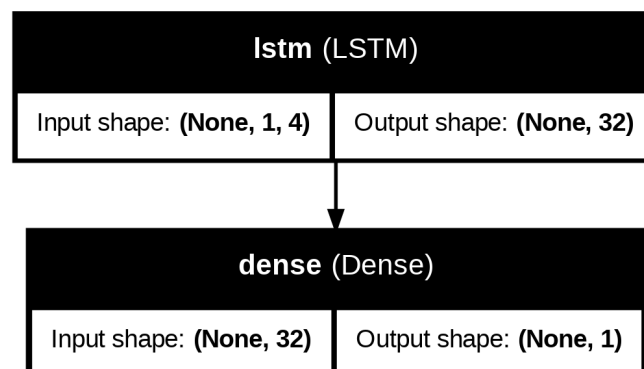 lstm (LSTM)
Input shape: (None, 1, 4) Output shape: (None, 32)
dense (Dense)
Input shape: (None, 32) Output shape: (None, 1)